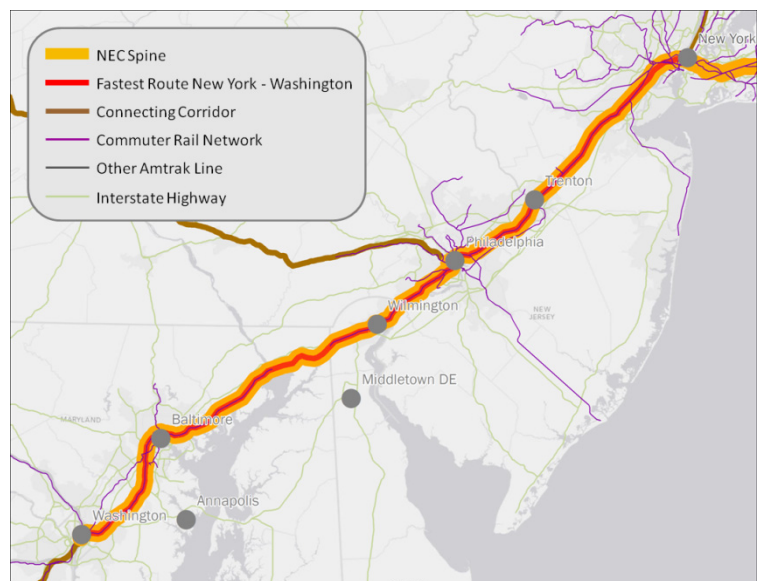 NEC Spine
Fastest Route New York - Washington
Connecting Corridor
Commuter Rail Network
Other Amtrak Line
Interstate Highway
New York
Trenton
Philadelphia
Wilmington
NEW
JERSEY
Middletown DE
MARYLAND
Baltimore
Annapolis
Washington